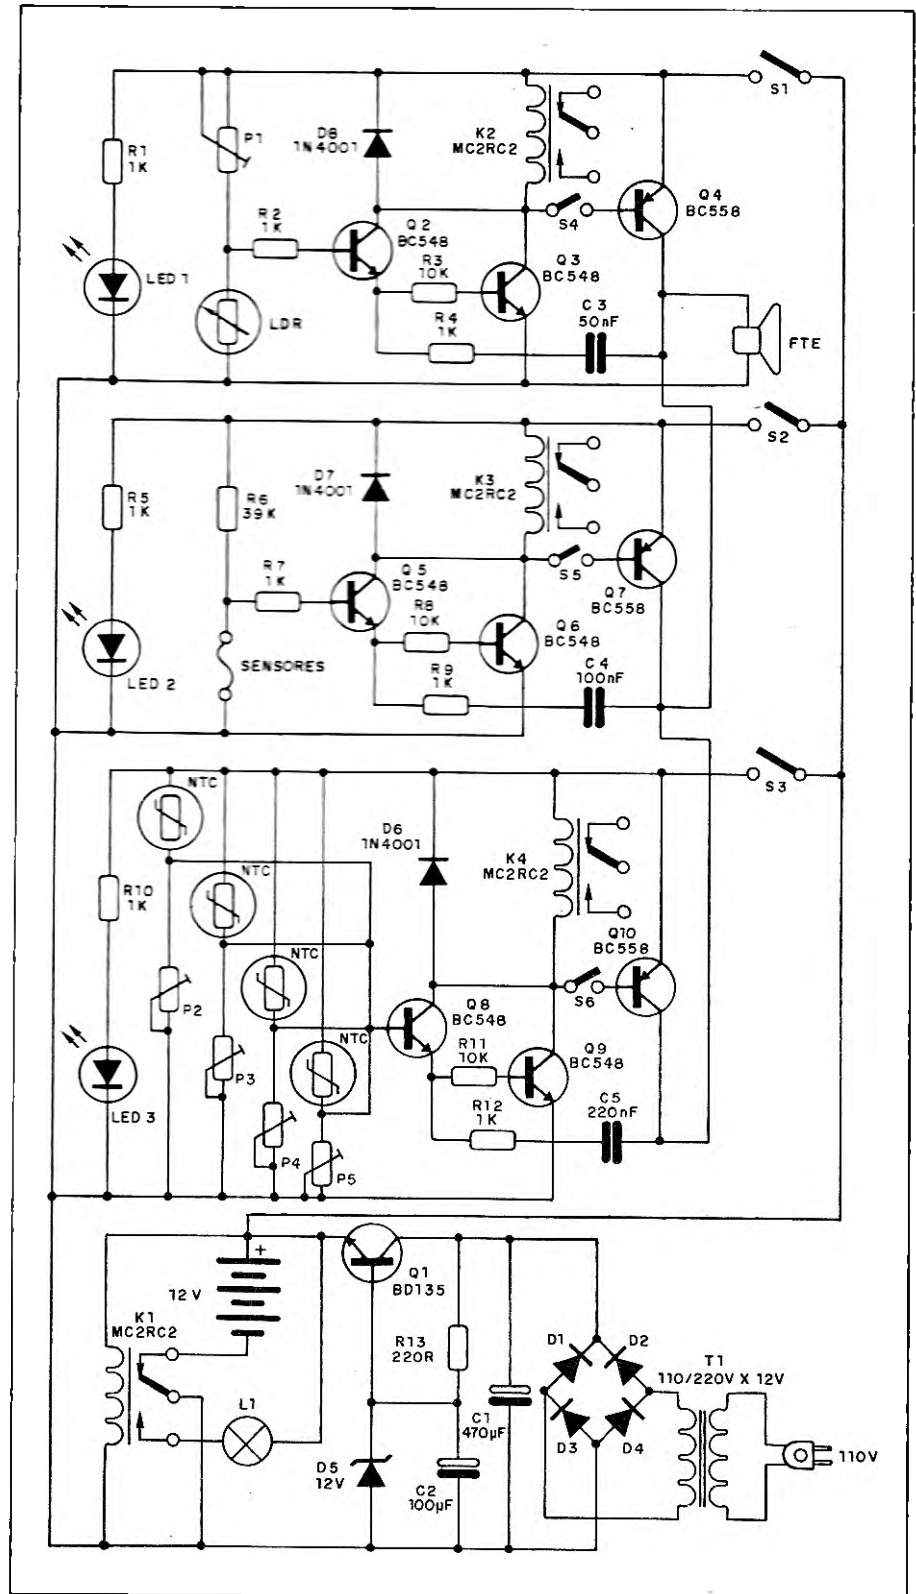 S1
P1
D8
1N4001
K2
MC2RC2
R1
1K
Q4
BC558
R2
1K
Q2
BC548
S4
R3
10K
Q3
BC548
LED 1
LDR
R4
1K
C3
50nF
FTE
S2
D7
1N4001
K3
MC2RC2
R5
1K
R6
39K
R7
1K
Q5
BC548
S5
Q7
BC558
R8
10K
Q6
BC548
SENSORES
LED 2
R9
1K
C4
100nF
NTC
S3
D6
1N4001
K4
MC2RC2
NTC
R10
1K
Q10
BC558
NTC
P2
S6
Q8
BC548
NTC
R11
10K
Q9
BC548
P3
LED 3
R12
1K
C5
220nF
P4
P5
+
12V
Q1
BD135
K1
MC2RC2
R13
220R
D1
D2
T1
110/220V X 12V
L1
C1
470µF
D3
D4
110V
D5
12V
C2
100µF